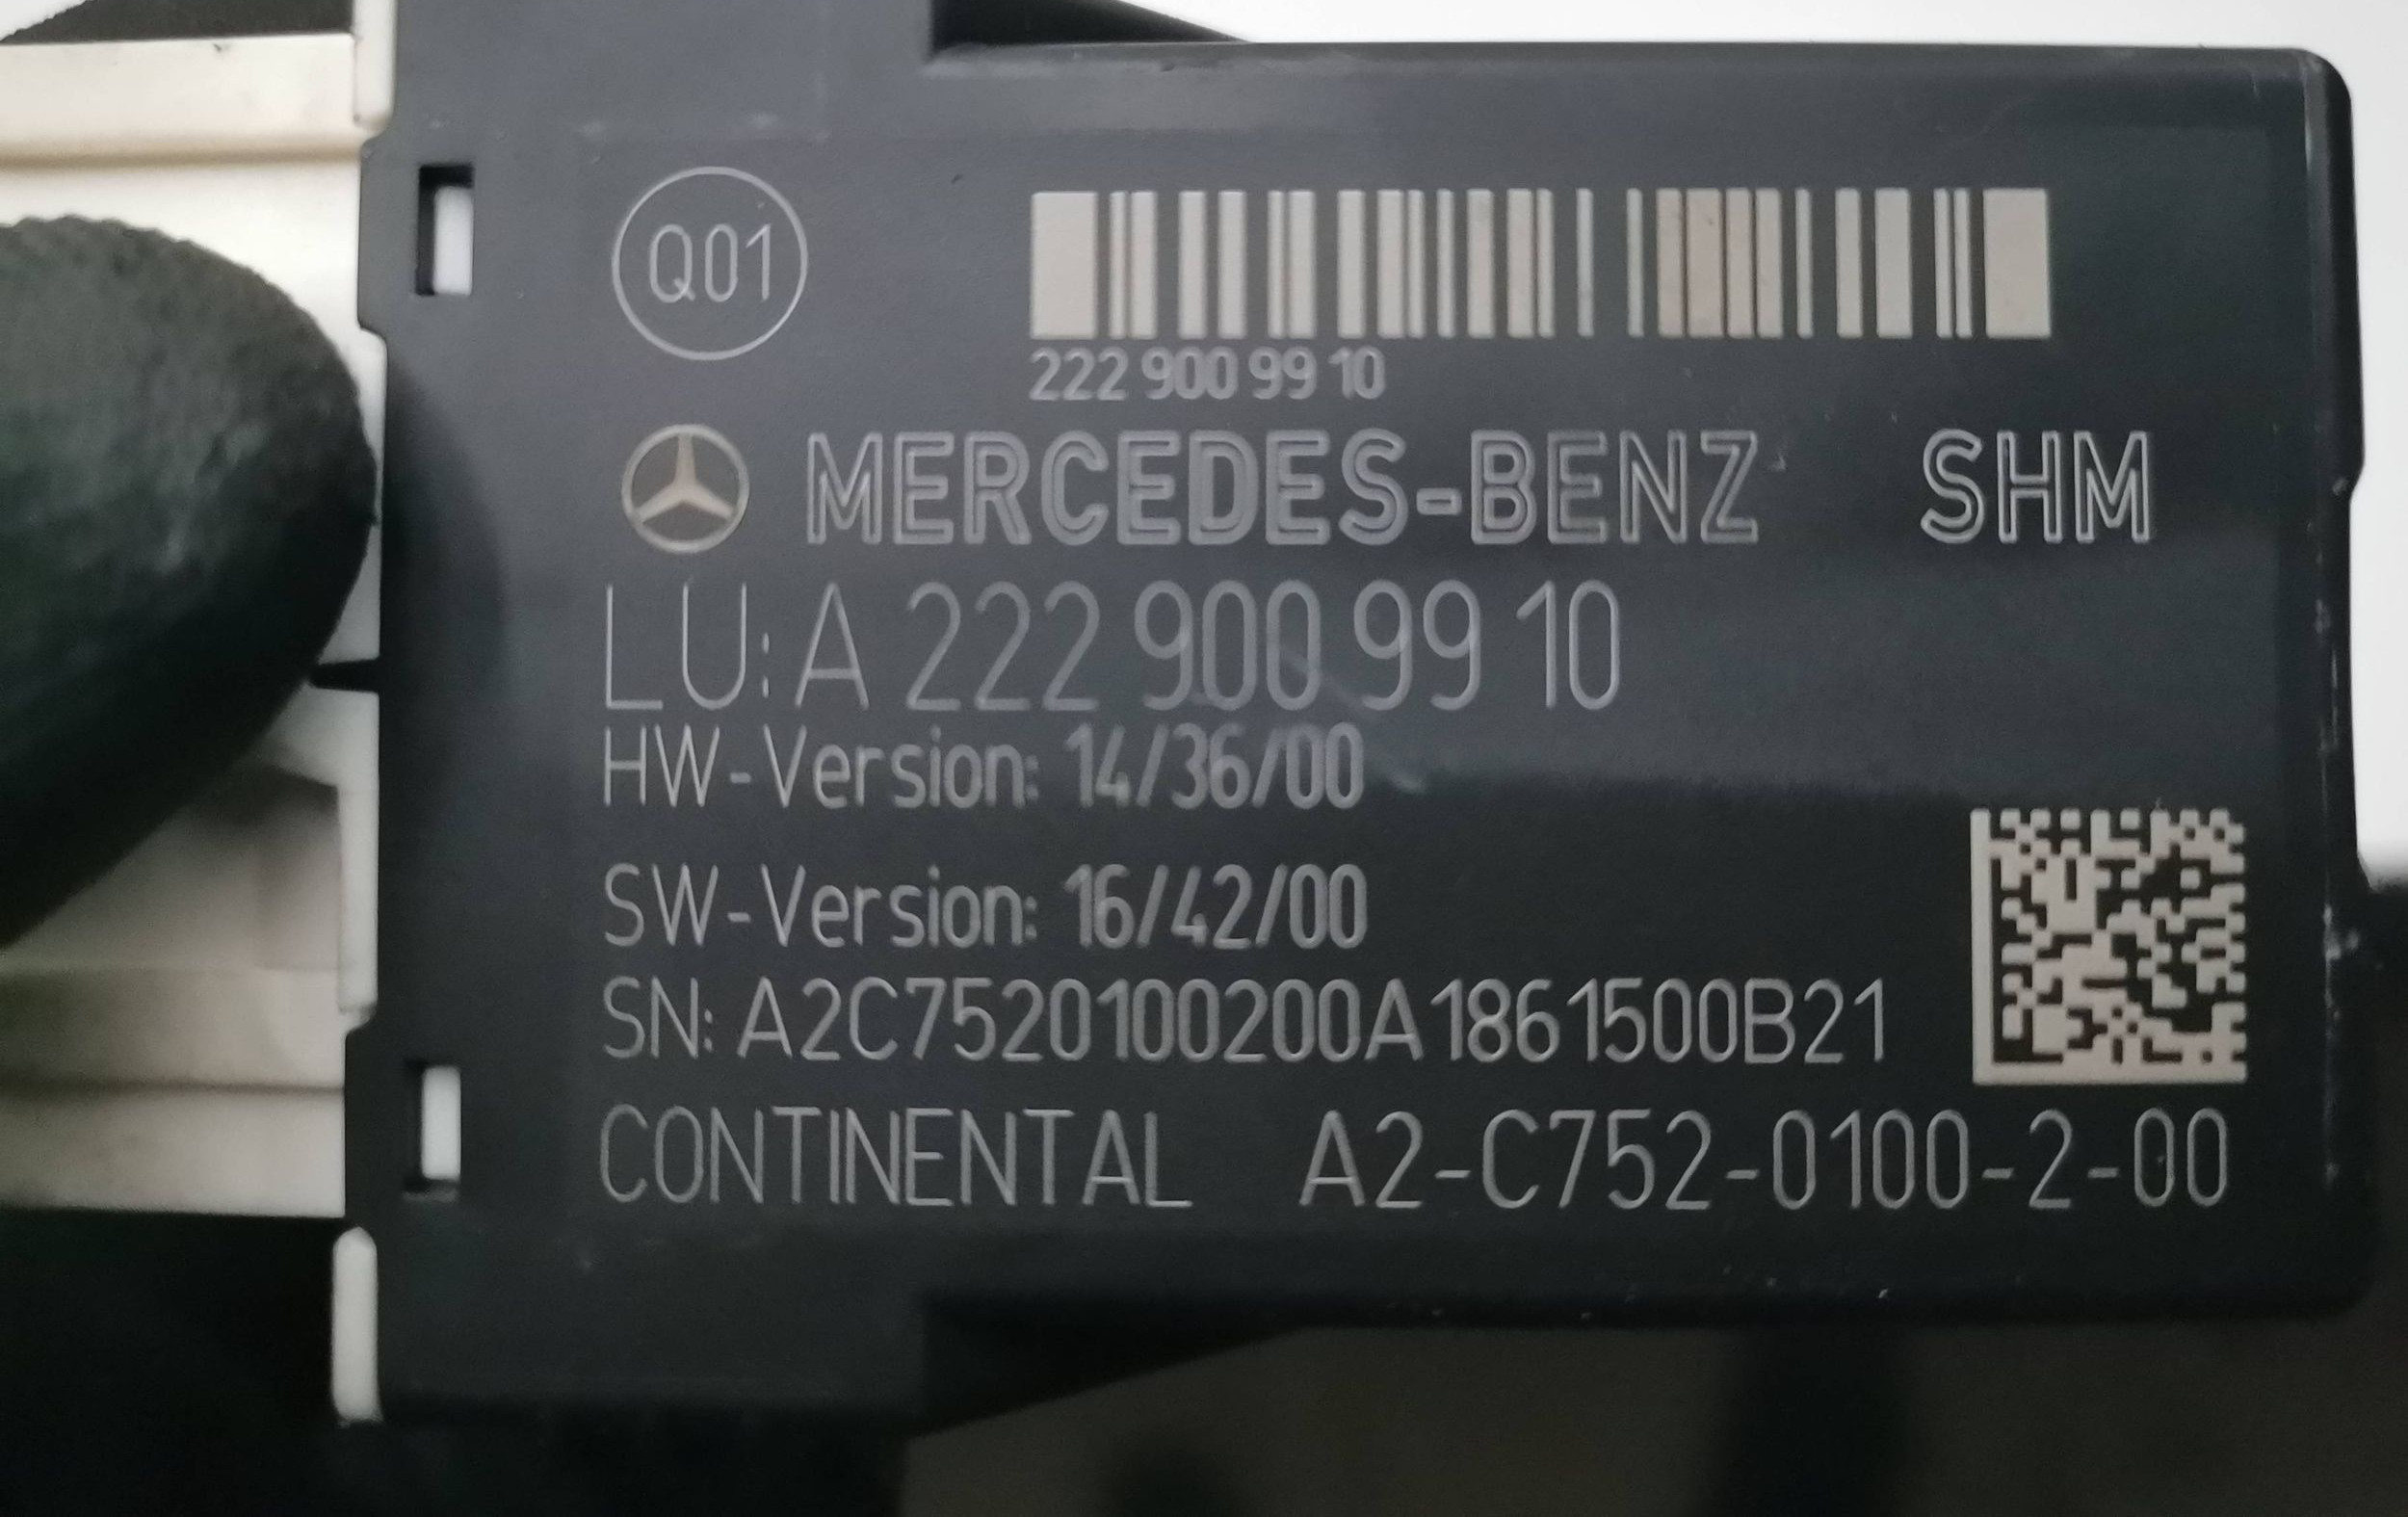 Q01
222 900 99 10
MERCEDES-BENZ SHM
LU: A 222 900 99 10
HW-Version: 14/36/00
SW-Version: 16/42/00
SN: A2C7520100200A1861500B21
CONTINENTAL A2-C752-0100-2-00